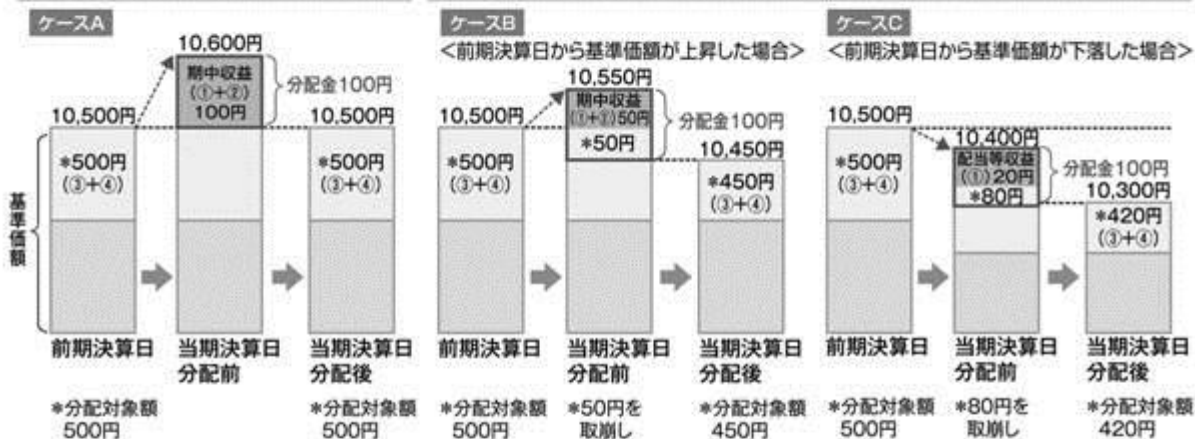 ケースA
10,600円
期中収益
(①+②)
100円
分配金100円
10,500円
10,500円
*500円
(③+④)
*500円
(③+④)
基準価額
前期決算日
当期決算日
分配前
当期決算日
分配後
*分配対象額
500円
*分配対象額
500円
ケースB
<前期決算日から基準価額が上昇した場合>
10,550円
期中収益
(①+②)50円
*50円
分配金100円
10,500円
10,450円
*500円
(③+④)
*450円
(③+④)
前期決算日
当期決算日
分配前
当期決算日
分配後
*分配対象額
500円
*50円を
取崩し
*分配対象額
450円
ケースC
<前期決算日から基準価額が下落した場合>
10,500円
10,400円
配当等収益
(①)20円
*80円
分配金100円
10,300円
*500円
(③+④)
*420円
(③+④)
前期決算日
当期決算日
分配前
当期決算日
分配後
*分配対象額
500円
*80円を
取崩し
*分配対象額
420円